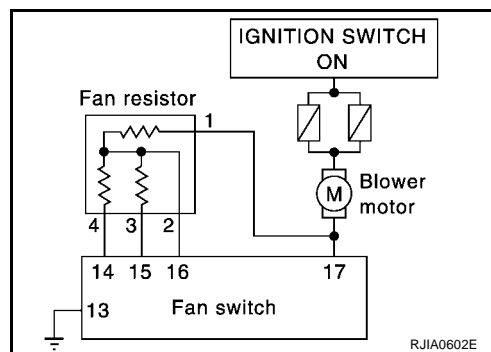 IGNITION SWITCH
ON
Fan resistor
1
M
Blower
motor
4 3 2
14 15 16 17
13
Fan switch
RJIA0602E